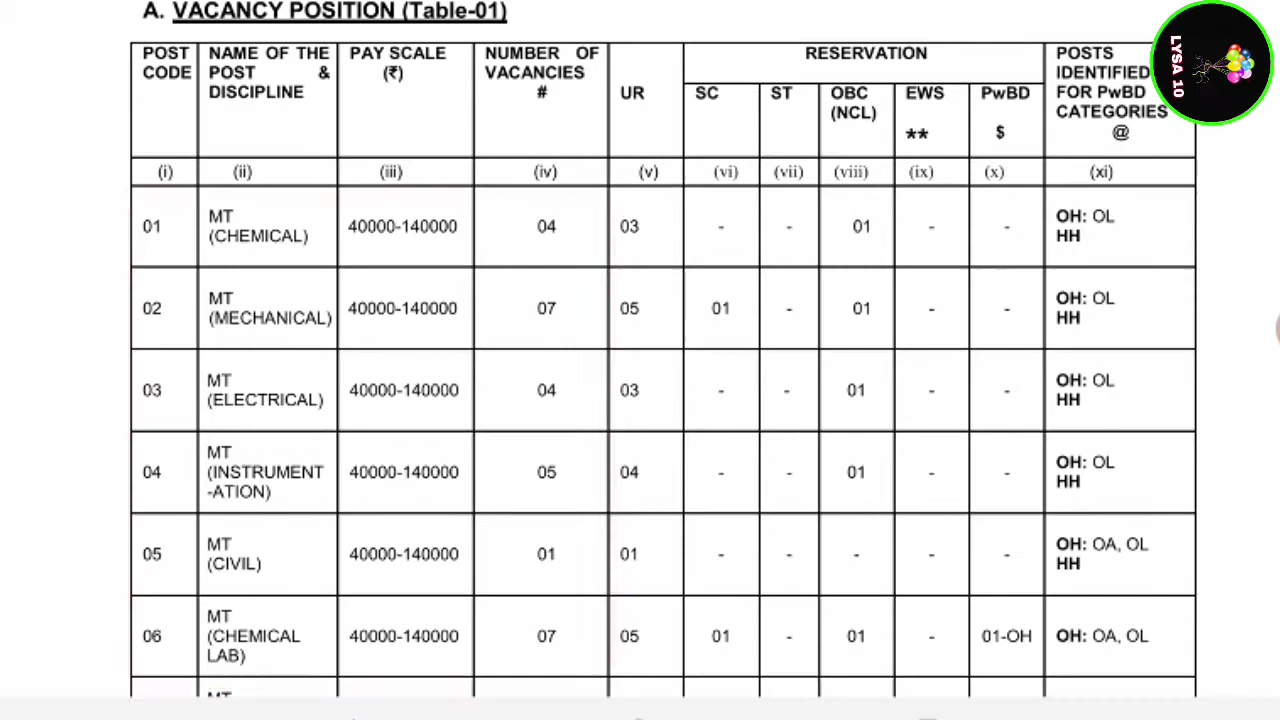 A. VACANCY POSITION (Table-01)
POST CODE | NAME OF THE POST & DISCIPLINE | PAY SCALE (₹) | NUMBER OF VACANCIES # | UR | RESERVATION | POSTS IDENTIFIED FOR PwBD CATEGORIES @
SC | ST | OBC (NCL) | EWS ** | PwBD $
(i) | (ii) | (iii) | (iv) | (v) | (vi) | (vii) | (viii) | (ix) | (x) | (xi)
01 | MT (CHEMICAL) | 40000-140000 | 04 | 03 | - | - | 01 | - | - | OH: OL HH
02 | MT (MECHANICAL) | 40000-140000 | 07 | 05 | 01 | - | 01 | - | - | OH: OL HH
03 | MT (ELECTRICAL) | 40000-140000 | 04 | 03 | - | - | 01 | - | - | OH: OL HH
04 | MT (INSTRUMENT -ATION) | 40000-140000 | 05 | 04 | - | - | 01 | - | - | OH: OL HH
05 | MT (CIVIL) | 40000-140000 | 01 | 01 | - | - | - | - | - | OH: OA, OL HH
06 | MT (CHEMICAL LAB) | 40000-140000 | 07 | 05 | 01 | - | 01 | - | 01-OH | OH: OA, OL
MT
LYSA 10